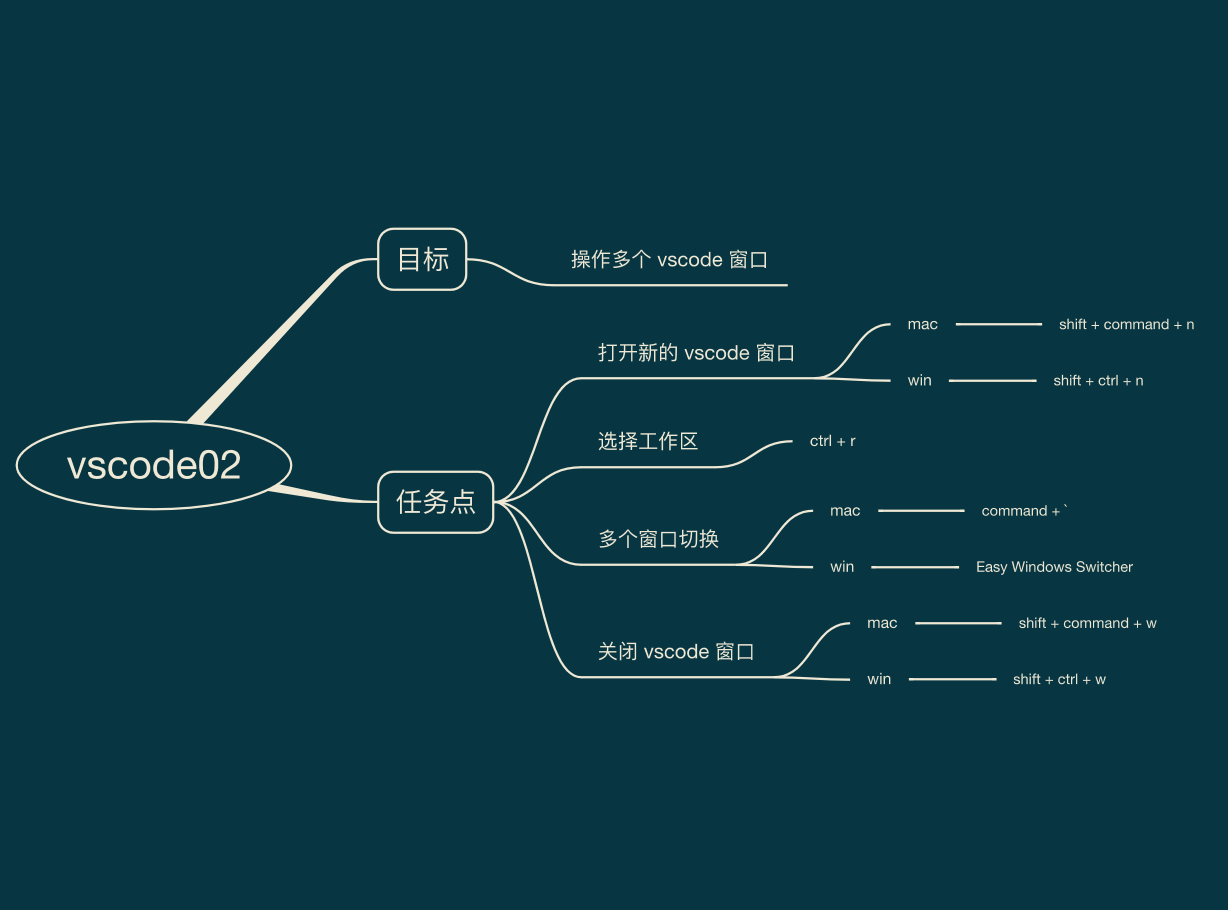 vscode02
目标
操作多个 vscode 窗口
任务点
打开新的 vscode 窗口
mac
shift + command + n
win
shift + ctrl + n
选择工作区
ctrl + r
多个窗口切换
mac
command + `
win
Easy Windows Switcher
关闭 vscode 窗口
mac
shift + command + w
win
shift + ctrl + w